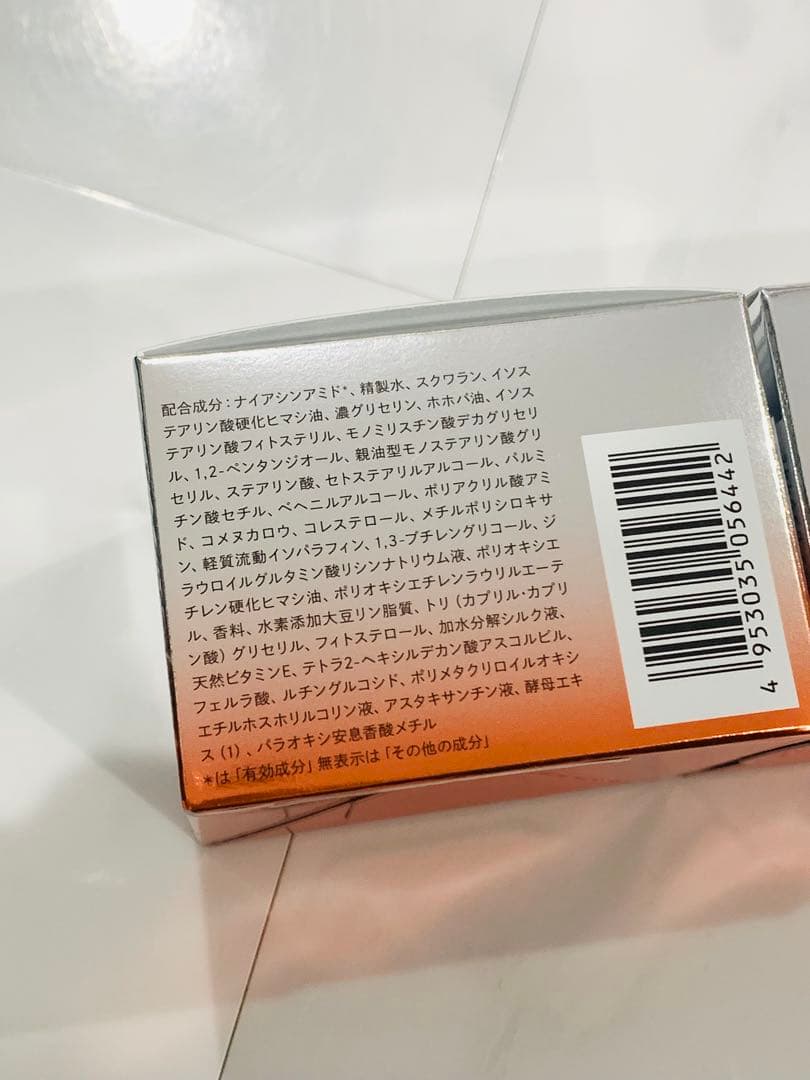 配合成分：ナイアシンアミド*、精製水、スクワラン、イソス
テアリン酸硬化ヒマシ油、濃グリセリン、ホホバ油、イソス
テアリン酸フィトステリル、モノミリスチン酸デカグリセリ
ル、1,2-ペンタンジオール、親油型モノステアリン酸グリ
セリル、ステアリン酸、セトステアリルアルコール、パルミ
チン酸セチル、ベヘニルアルコール、ポリアクリル酸アミ
ド、コメヌカロウ、コレステロール、メチルポリシロキサ
ン、軽質流動イソパラフィン、1,3-ブチレングリコール、ジ
ラウロイルグルタミン酸リシンナトリウム液、ポリオキシエ
チレン硬化ヒマシ油、ポリオキシエチレンラウリルエーテ
ル、香料、水素添加大豆リン脂質、トリ（カプリル・カプリ
ン酸）グリセリル、フィトステロール、加水分解シルク液、
天然ビタミンE、テトラ2-ヘキシルデカン酸アスコルビル、
フェルラ酸、ルチングルコシド、ポリメタクリロイルオキシ
エチルホスホリルコリン液、アスタキサンチン液、酵母エキ
ス（1）、パラオキシ安息香酸メチル
*は「有効成分」無表示は「その他の成分」
4 953035 056442